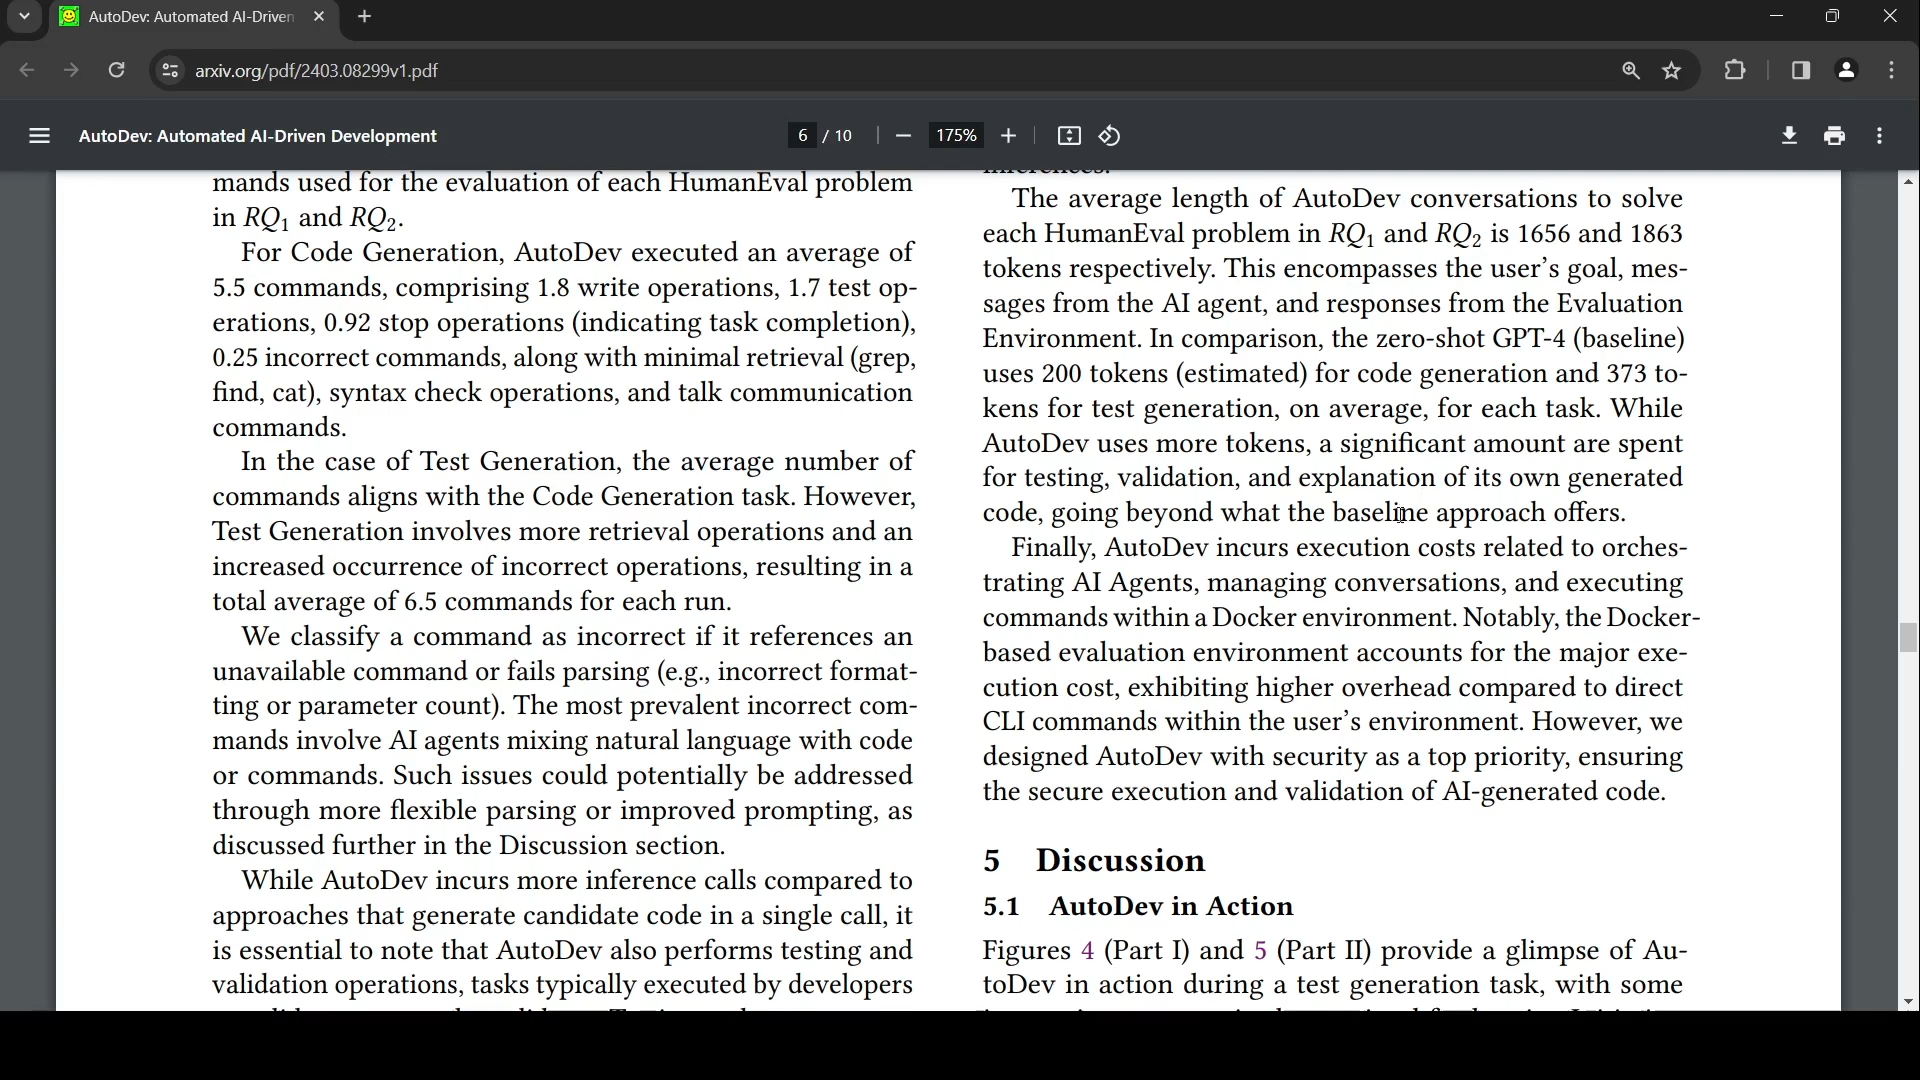 AutoDev: Automated AI-Driven
arxiv.org/pdf/2403.08299v1.pdf
AutoDev: Automated AI-Driven Development
6 / 10
175%
mands used for the evaluation of each HumanEval problem
in RQ1 and RQ2.
For Code Generation, AutoDev executed an average of
5.5 commands, comprising 1.8 write operations, 1.7 test op-
erations, 0.92 stop operations (indicating task completion),
0.25 incorrect commands, along with minimal retrieval (grep,
find, cat), syntax check operations, and talk communication
commands.
In the case of Test Generation, the average number of
commands aligns with the Code Generation task. However,
Test Generation involves more retrieval operations and an
increased occurrence of incorrect operations, resulting in a
total average of 6.5 commands for each run.
We classify a command as incorrect if it references an
unavailable command or fails parsing (e.g., incorrect format-
ting or parameter count). The most prevalent incorrect com-
mands involve AI agents mixing natural language with code
or commands. Such issues could potentially be addressed
through more flexible parsing or improved prompting, as
discussed further in the Discussion section.
While AutoDev incurs more inference calls compared to
approaches that generate candidate code in a single call, it
is essential to note that AutoDev also performs testing and
validation operations, tasks typically executed by developers
The average length of AutoDev conversations to solve
each HumanEval problem in RQ1 and RQ2 is 1656 and 1863
tokens respectively. This encompasses the user's goal, mes-
sages from the AI agent, and responses from the Evaluation
Environment. In comparison, the zero-shot GPT-4 (baseline)
uses 200 tokens (estimated) for code generation and 373 to-
kens for test generation, on average, for each task. While
AutoDev uses more tokens, a significant amount are spent
for testing, validation, and explanation of its own generated
code, going beyond what the baseline approach offers.
Finally, AutoDev incurs execution costs related to orches-
trating AI Agents, managing conversations, and executing
commands within a Docker environment. Notably, the Docker-
based evaluation environment accounts for the major exe-
cution cost, exhibiting higher overhead compared to direct
CLI commands within the user's environment. However, we
designed AutoDev with security as a top priority, ensuring
the secure execution and validation of AI-generated code.
5 Discussion
5.1 AutoDev in Action
Figures 4 (Part I) and 5 (Part II) provide a glimpse of Au-
toDev in action during a test generation task, with some